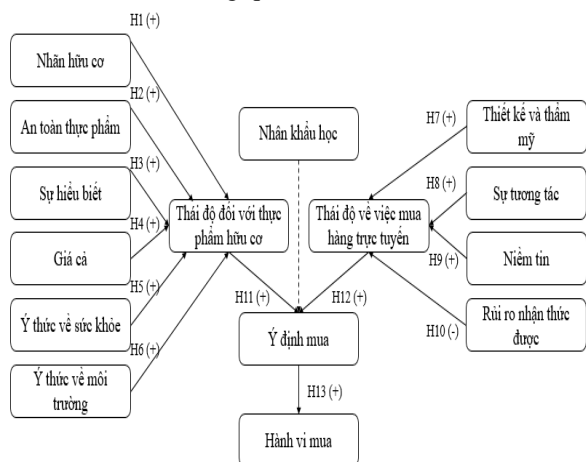 H1 (+)
Nhãn hữu cơ
H2 (+)
An toàn thực phẩm
H3 (+)
Sự hiểu biết
H4 (+)
Giá cả
H5 (+)
Ý thức về sức khỏe
H6 (+)
Ý thức về môi
trường
Nhân khẩu học
Thái độ đối với thực
phẩm hữu cơ
Thái độ về việc mua
hàng trực tuyến
H7 (+)
Thiết kế và thẩm
mỹ
H8 (+)
Sự tương tác
H9 (+)
Niềm tin
H10 (-)
Rủi ro nhận thức
được
H11 (+)
H12 (+)
Ý định mua
H13 (+)
Hành vi mua